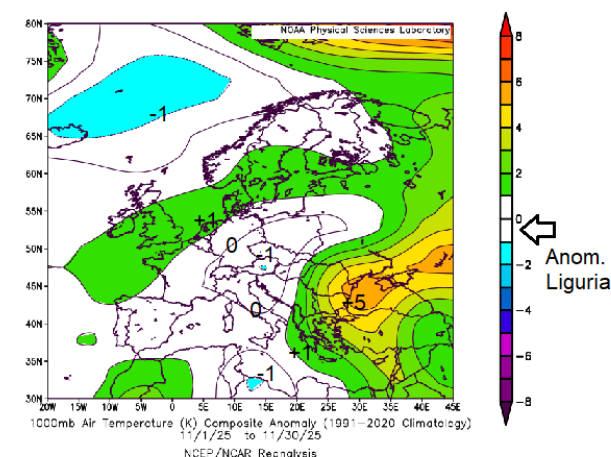 NOAA Physical Sciences Laboratory
80N
75N
70N
65N
60N
55N
50N
45N
40N
35N
30N
-1
+1
0
-1
0
+5
+1
-1
20W 15W 10W 5W 0 5E 10E 15E 20E 25E 30E 35E 40E 45E
8
6
4
2
0
-2
-4
-6
-8
Anom.
Liguria
1000mb Air Temperature (K) Composite Anomaly (1991-2020 Climatology)
11/1/25 to 11/30/25
NCEP/NCAR Reanalysis